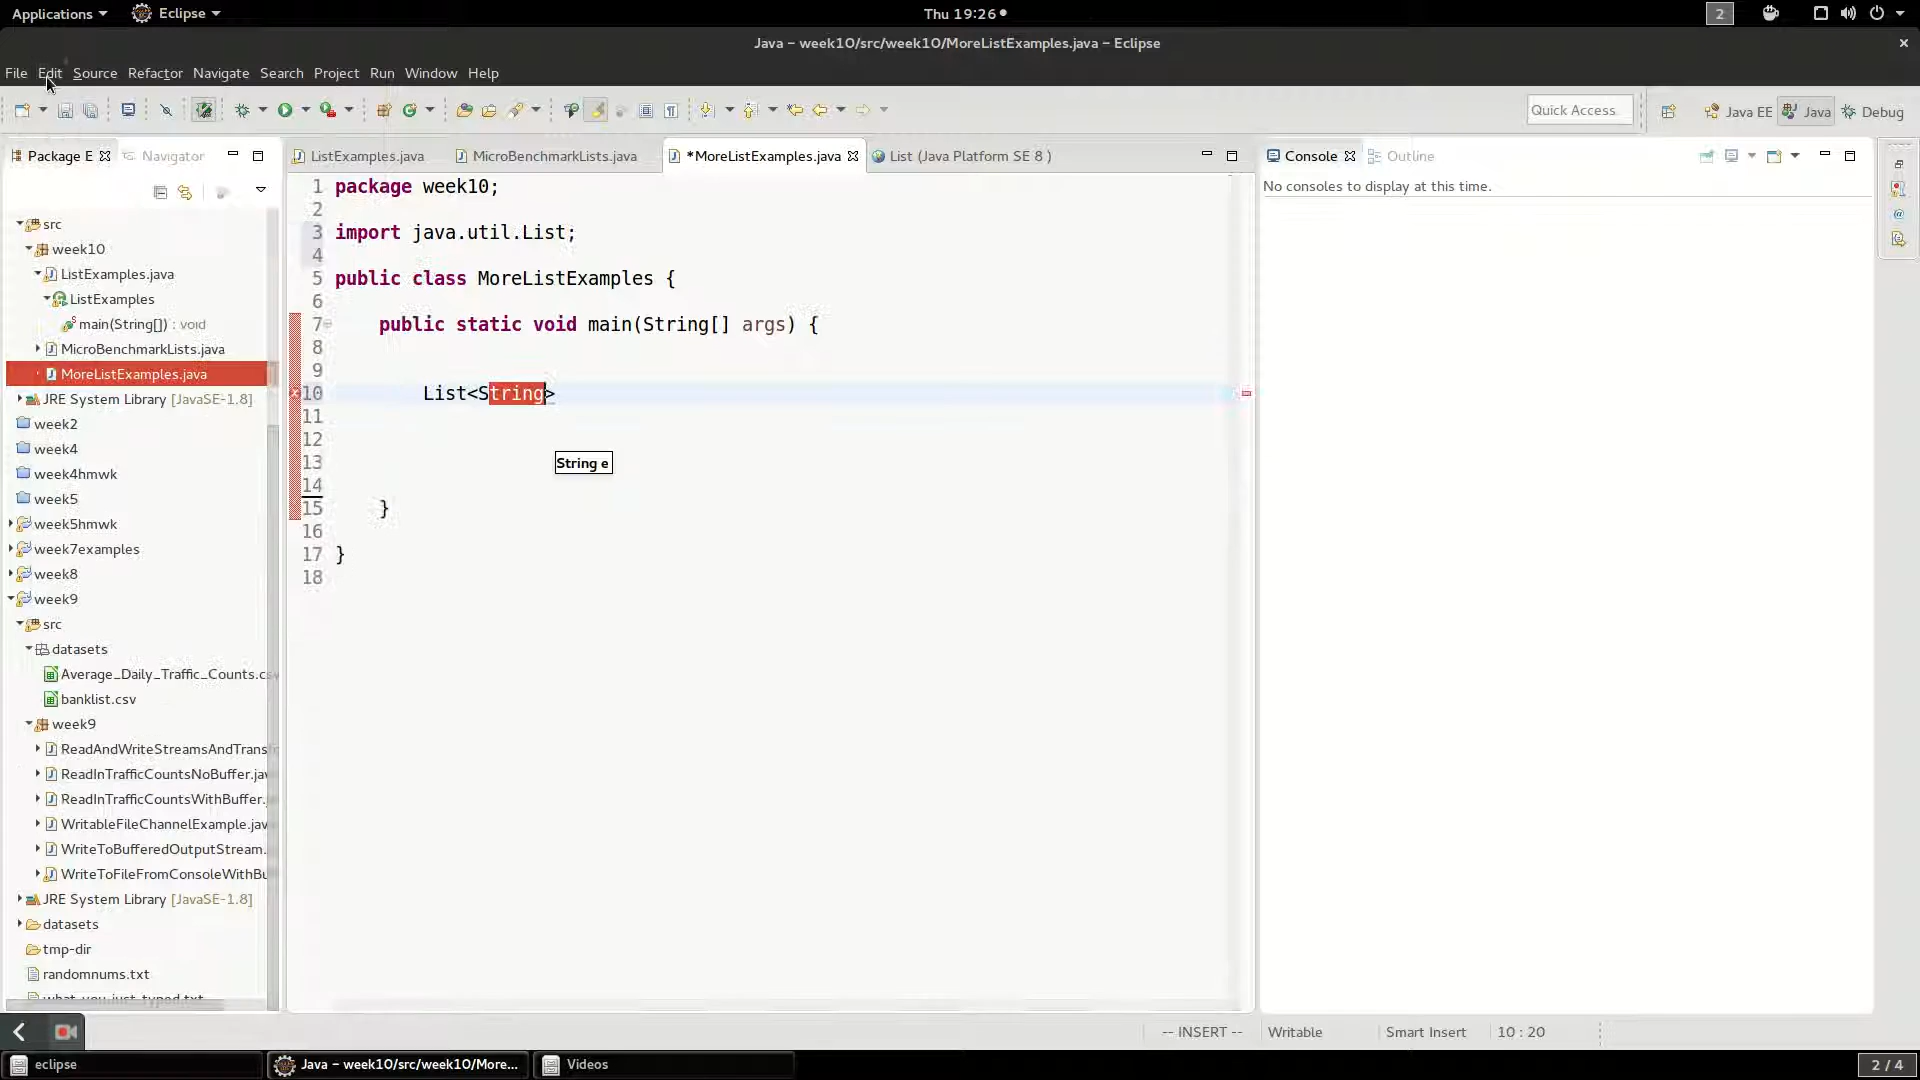 Applications
Eclipse
Thu 19:26
2
Java – week10/src/week10/MoreListExamples.java – Eclipse
File Edit Source Refactor Navigate Search Project Run Window Help
Quick Access
Java EE
Java
Debug
Package E
Navigator
ListExamples.java
MicroBenchmarkLists.java
*MoreListExamples.java
List (Java Platform SE 8 )
Console
Outline
No consoles to display at this time.
src
week10
ListExamples.java
ListExamples
main(String[]) : void
MicroBenchmarkLists.java
MoreListExamples.java
JRE System Library [JavaSE-1.8]
week2
week4
week4hmwk
week5
week5hmwk
week7examples
week8
week9
src
datasets
Average_Daily_Traffic_Counts.cs
banklist.csv
week9
ReadAndWriteStreamsAndTrans
ReadInTrafficCountsNoBuffer.jav
ReadInTrafficCountsWithBuffer.
WritableFileChannelExample.jav
WriteToBufferedOutputStream.
WriteToFileFromConsoleWithBu
JRE System Library [JavaSE-1.8]
datasets
tmp-dir
randomnums.txt
what_you_just_typed.txt
1 package week10;
2
3 import java.util.List;
4
5 public class MoreListExamples {
6
7 public static void main(String[] args) {
8
9
10 List<String>
11
12
13
String e
14
15 }
16
17 }
18
-- INSERT --
Writable
Smart Insert
10 : 20
eclipse
Java – week10/src/week10/More...
Videos
2 / 4